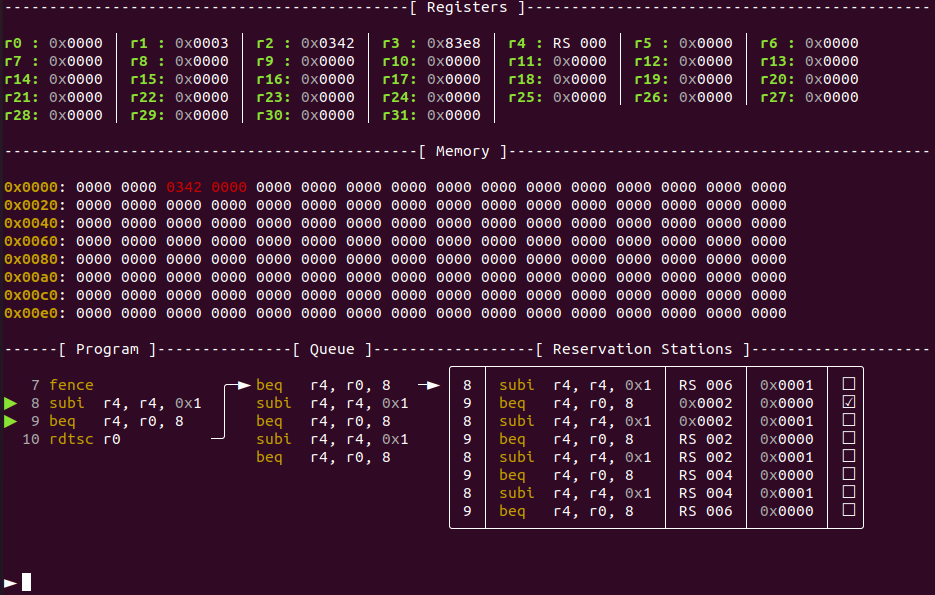 [ Registers ]
r0 : 0x0000 r1 : 0x0003 r2 : 0x0342 r3 : 0x83e8 r4 : RS 000 r5 : 0x0000 r6 : 0x0000
r7 : 0x0000 r8 : 0x0000 r9 : 0x0000 r10: 0x0000 r11: 0x0000 r12: 0x0000 r13: 0x0000
r14: 0x0000 r15: 0x0000 r16: 0x0000 r17: 0x0000 r18: 0x0000 r19: 0x0000 r20: 0x0000
r21: 0x0000 r22: 0x0000 r23: 0x0000 r24: 0x0000 r25: 0x0000 r26: 0x0000 r27: 0x0000
r28: 0x0000 r29: 0x0000 r30: 0x0000 r31: 0x0000
[ Memory ]
0x0000: 0000 0000 0342 0000 0000 0000 0000 0000 0000 0000 0000 0000 0000 0000 0000 0000
0x0020: 0000 0000 0000 0000 0000 0000 0000 0000 0000 0000 0000 0000 0000 0000 0000 0000
0x0040: 0000 0000 0000 0000 0000 0000 0000 0000 0000 0000 0000 0000 0000 0000 0000 0000
0x0060: 0000 0000 0000 0000 0000 0000 0000 0000 0000 0000 0000 0000 0000 0000 0000 0000
0x0080: 0000 0000 0000 0000 0000 0000 0000 0000 0000 0000 0000 0000 0000 0000 0000 0000
0x00a0: 0000 0000 0000 0000 0000 0000 0000 0000 0000 0000 0000 0000 0000 0000 0000 0000
0x00c0: 0000 0000 0000 0000 0000 0000 0000 0000 0000 0000 0000 0000 0000 0000 0000 0000
0x00e0: 0000 0000 0000 0000 0000 0000 0000 0000 0000 0000 0000 0000 0000 0000 0000 0000
[ Program ] [ Queue ] [ Reservation Stations ]
7 fence beq r4, r0, 8 8 subi r4, r4, 0x1 RS 006 0x0001 ☐
8 subi r4, r4, 0x1 subi r4, r4, 0x1 9 beq r4, r0, 8 0x0002 0x0000 ☑
9 beq r4, r0, 8 beq r4, r0, 8 8 subi r4, r4, 0x1 0x0002 0x0001 ☐
10 rdtsc r0 subi r4, r4, 0x1 9 beq r4, r0, 8 RS 002 0x0000 ☐
beq r4, r0, 8 8 subi r4, r4, 0x1 RS 002 0x0001 ☐
9 beq r4, r0, 8 RS 004 0x0000 ☐
8 subi r4, r4, 0x1 RS 004 0x0001 ☐
9 beq r4, r0, 8 RS 006 0x0000 ☐